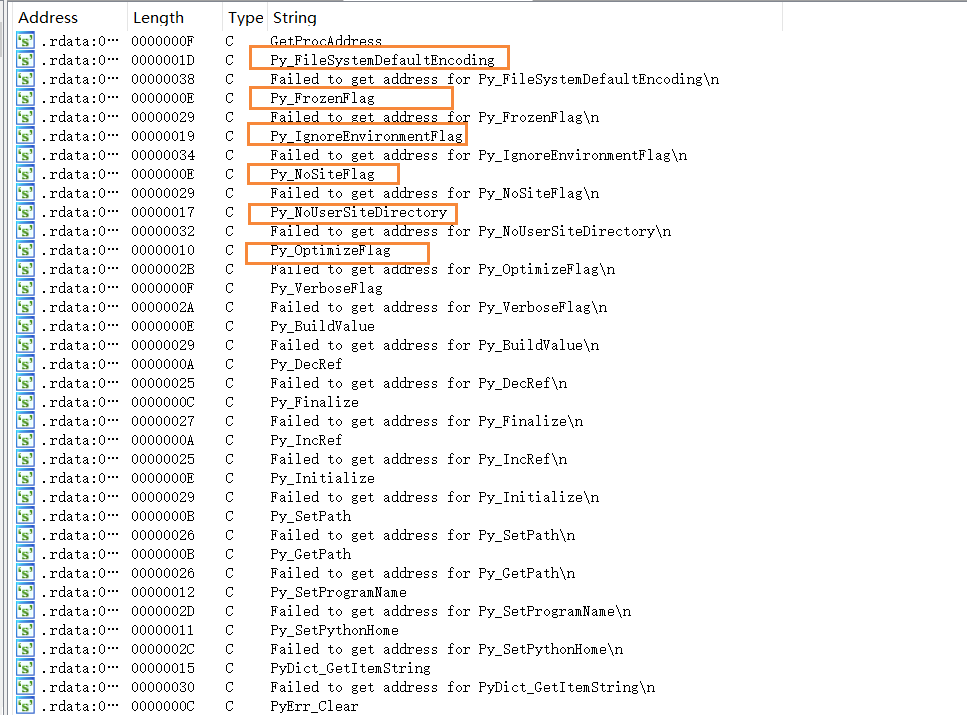 Address Length Type String
.rdata:0… 0000000F C GetProcAddress
.rdata:0… 0000001D C Py_FileSystemDefaultEncoding
.rdata:0… 00000038 C Failed to get address for Py_FileSystemDefaultEncoding\n
.rdata:0… 0000000E C Py_FrozenFlag
.rdata:0… 00000029 C Failed to get address for Py_FrozenFlag\n
.rdata:0… 00000019 C Py_IgnoreEnvironmentFlag
.rdata:0… 00000034 C Failed to get address for Py_IgnoreEnvironmentFlag\n
.rdata:0… 0000000E C Py_NoSiteFlag
.rdata:0… 00000029 C Failed to get address for Py_NoSiteFlag\n
.rdata:0… 00000017 C Py_NoUserSiteDirectory
.rdata:0… 00000032 C Failed to get address for Py_NoUserSiteDirectory\n
.rdata:0… 00000010 C Py_OptimizeFlag
.rdata:0… 0000002B C Failed to get address for Py_OptimizeFlag\n
.rdata:0… 0000000F C Py_VerboseFlag
.rdata:0… 0000002A C Failed to get address for Py_VerboseFlag\n
.rdata:0… 0000000E C Py_BuildValue
.rdata:0… 00000029 C Failed to get address for Py_BuildValue\n
.rdata:0… 0000000A C Py_DecRef
.rdata:0… 00000025 C Failed to get address for Py_DecRef\n
.rdata:0… 0000000C C Py_Finalize
.rdata:0… 00000027 C Failed to get address for Py_Finalize\n
.rdata:0… 0000000A C Py_IncRef
.rdata:0… 00000025 C Failed to get address for Py_IncRef\n
.rdata:0… 0000000E C Py_Initialize
.rdata:0… 00000029 C Failed to get address for Py_Initialize\n
.rdata:0… 0000000B C Py_SetPath
.rdata:0… 00000026 C Failed to get address for Py_SetPath\n
.rdata:0… 0000000B C Py_GetPath
.rdata:0… 00000026 C Failed to get address for Py_GetPath\n
.rdata:0… 00000012 C Py_SetProgramName
.rdata:0… 0000002D C Failed to get address for Py_SetProgramName\n
.rdata:0… 00000011 C Py_SetPythonHome
.rdata:0… 0000002C C Failed to get address for Py_SetPythonHome\n
.rdata:0… 00000015 C PyDict_GetItemString
.rdata:0… 00000030 C Failed to get address for PyDict_GetItemString\n
.rdata:0… 0000000C C PyErr_Clear